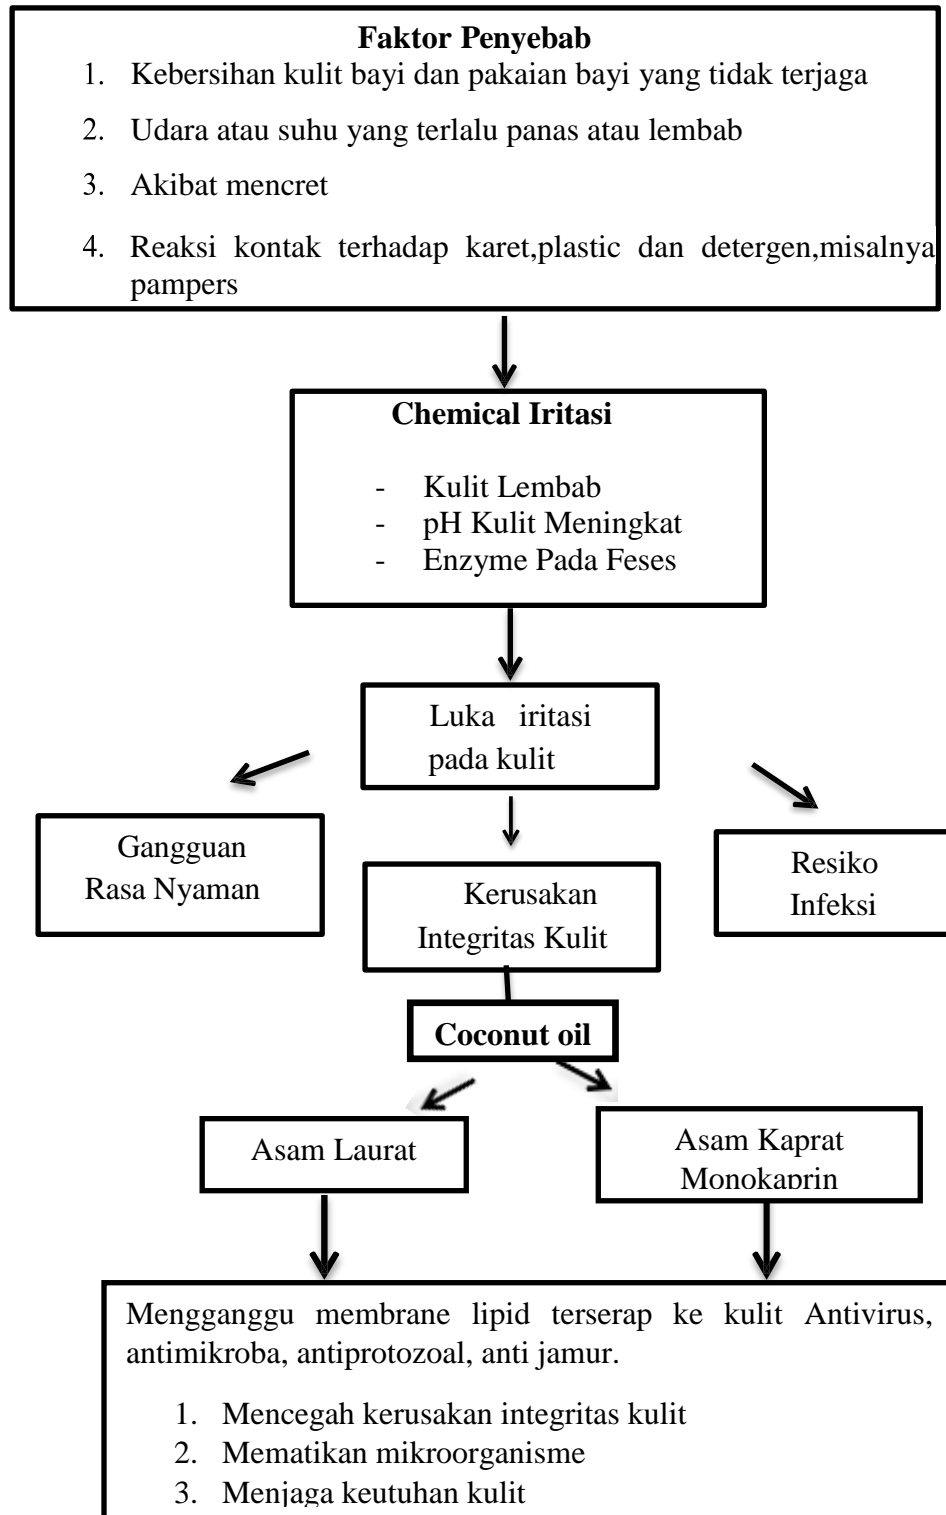 Faktor Penyebab
1. Kebersihan kulit bayi dan pakaian bayi yang tidak terjaga
2. Udara atau suhu yang terlalu panas atau lembab
3. Akibat mencret
4. Reaksi kontak terhadap karet,plastic dan detergen,misalnya
pampers
Chemical Iritasi
- Kulit Lembab
- pH Kulit Meningkat
- Enzyme Pada Feses
Luka iritasi
pada kulit
Gangguan
Rasa Nyaman
Kerusakan
Integritas Kulit
Resiko
Infeksi
Coconut oil
Asam Laurat
Asam Kaprat
Monokaprin
Mengganggu membrane lipid terserap ke kulit Antivirus,
antimikroba, antiprotozoal, anti jamur.
1. Mencegah kerusakan integritas kulit
2. Mematikan mikroorganisme
3. Menjaga keutuhan kulit